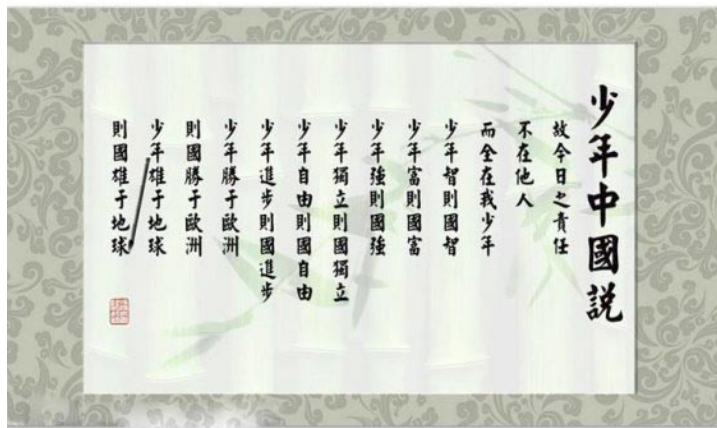 少年中國説
故今日之責任
不在他人
而全在我少年
少年智則國智
少年富則國富
少年強則國強
少年獨立則國獨立
少年自由則國自由
少年進步則國進步
少年勝于歐洲
則國勝于歐洲
少年雄于地球
則國雄于地球